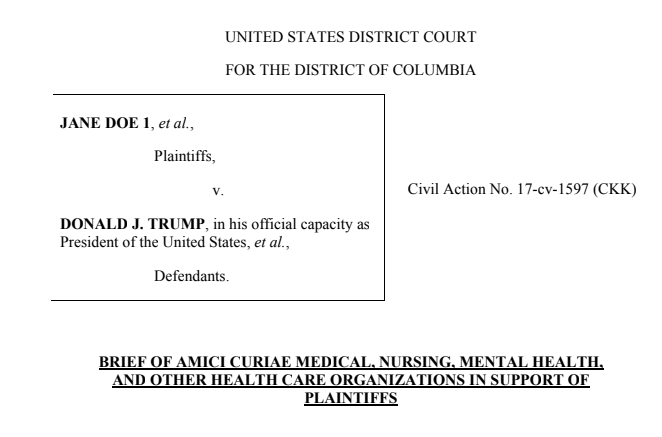 UNITED STATES DISTRICT COURT
FOR THE DISTRICT OF COLUMBIA
JANE DOE 1, et al.,
Plaintiffs,
v.
DONALD J. TRUMP, in his official capacity as
President of the United States, et al.,
Defendants.
Civil Action No. 17-cv-1597 (CKK)
BRIEF OF AMICI CURIAE MEDICAL, NURSING, MENTAL HEALTH,
AND OTHER HEALTH CARE ORGANIZATIONS IN SUPPORT OF
PLAINTIFFS